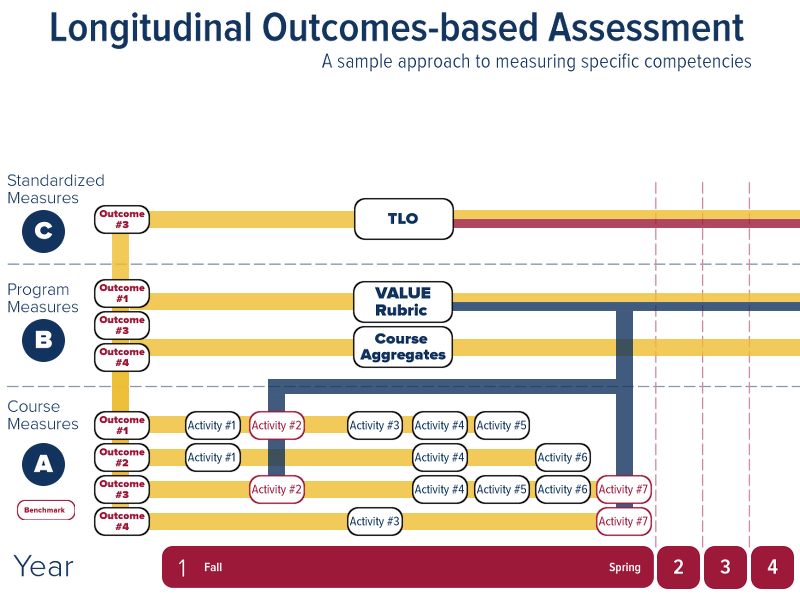 Longitudinal Outcomes-based Assessment
A sample approach to measuring specific competencies
Standardized
Measures
C
Outcome
#3
TLO
Program
Measures
B
Outcome
#1
Outcome
#3
Outcome
#4
VALUE
Rubric
Course
Aggregates
Course
Measures
A
Benchmark
Outcome
#1
Activity #1
Activity #2
Activity #3
Activity #4
Activity #5
Outcome
#2
Activity #1
Activity #4
Activity #6
Outcome
#3
Activity #2
Activity #4
Activity #5
Activity #6
Activity #7
Outcome
#4
Activity #3
Activity #7
Year
1
Fall
Spring
2
3
4